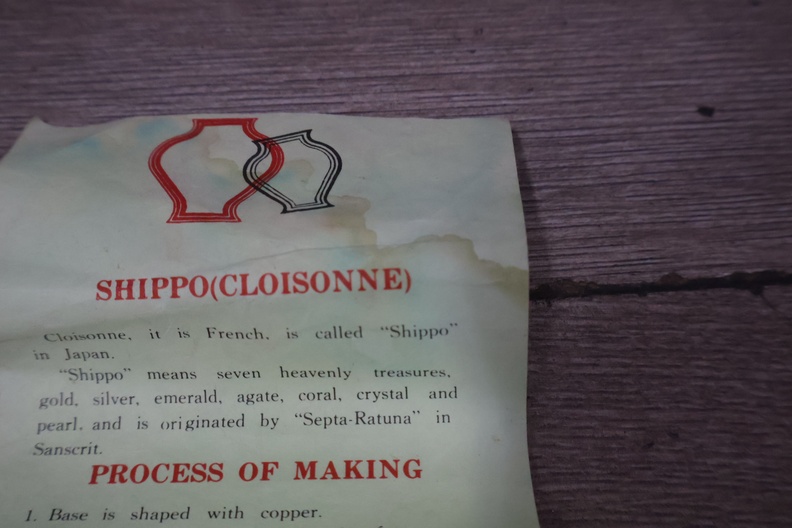 SHIPPO(CLOISONNE)
Cloisonne, it is French, is called "Shippo"
in Japan.
"Shippo" means seven heavenly treasures,
gold, silver, emerald, agate, coral, crystal and
pearl. and is originated by "Septa-Ratuna" in
Sanscrit.
PROCESS OF MAKING
1. Base is shaped with copper.